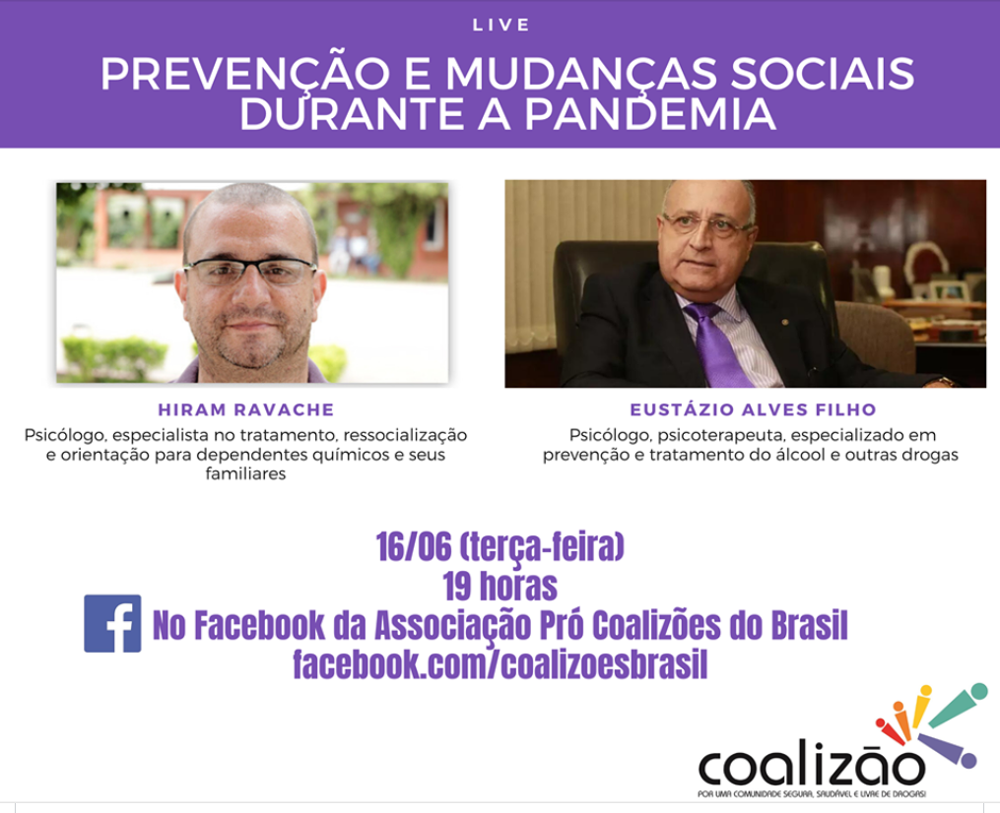 LIVE
PREVENÇÃO E MUDANÇAS SOCIAIS
DURANTE A PANDEMIA
HIRAM RAVACHE
Psicólogo, especialista no tratamento, ressocialização
e orientação para dependentes químicos e seus
familiares
EUSTÁZIO ALVES FILHO
Psicólogo, psicoterapeuta, especializado em
prevenção e tratamento do álcool e outras drogas
16/06 (terça-feira)
19 horas
f No Facebook da Associação Pró Coalizões do Brasil
facebook.com/coalizoesbrasil
coalizão
POR UMA COMUNIDADE SEGURA, SAUDÁVEL E LIVRE DE DROGAS!